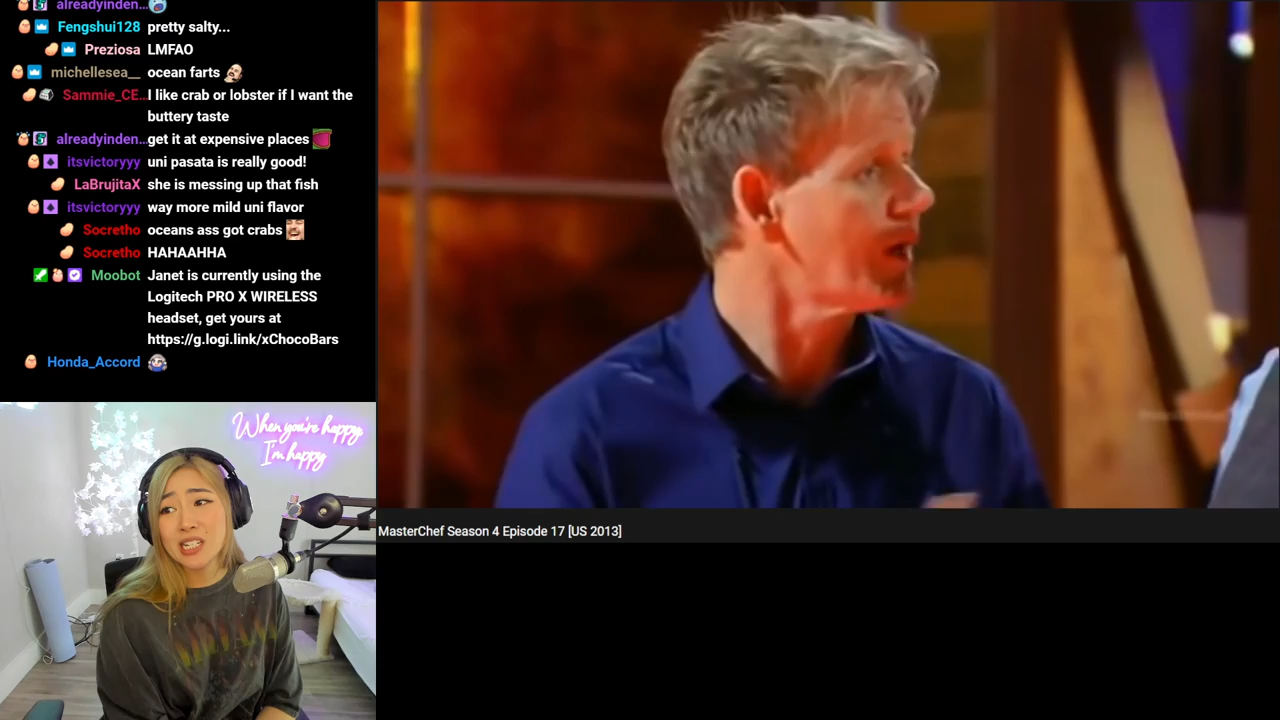 alreadyinden...
Fengshui128 pretty salty...
Preziosa LMFAO
michellesea__ ocean farts
Sammie_CE... I like crab or lobster if I want the
buttery taste
alreadyinden... get it at expensive places
itsvictoryyy uni pasata is really good!
LaBrujitaX she is messing up that fish
itsvictoryyy way more mild uni flavor
Socretho oceans ass got crabs
Socretho HAHAAHHA
Moobot Janet is currently using the
Logitech PRO X WIRELESS
headset, get yours at
https://g.logi.link/xChocoBars
Honda_Accord
When you're happy
I'm happy
MasterChef Season 4 Episode 17 [US 2013]